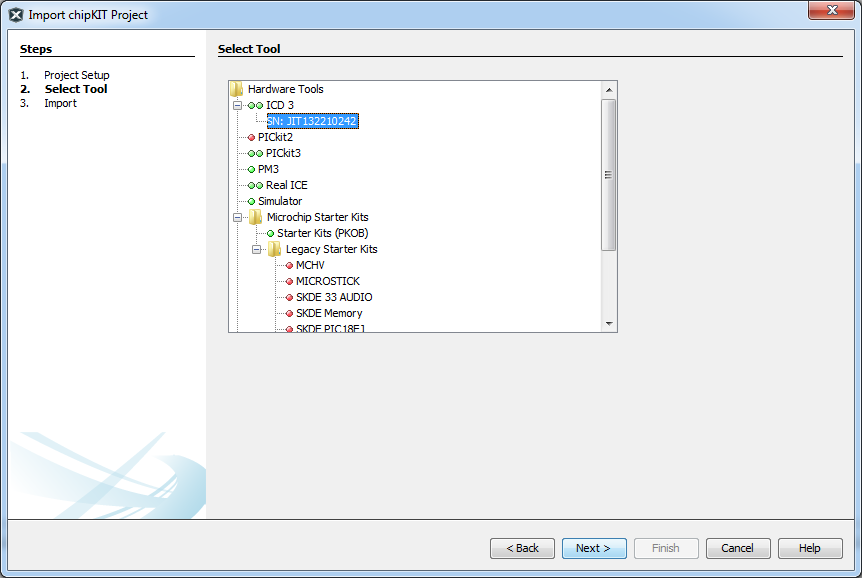 Import chipKIT Project
Steps
1. Project Setup
2. Select Tool
3. Import
Select Tool
Hardware Tools
ICD 3
SN: JIT132210242
PICkit2
PICkit3
PM3
Real ICE
Simulator
Microchip Starter Kits
Starter Kits (PKOB)
Legacy Starter Kits
MCHV
MICROSTICK
SKDE 33 AUDIO
SKDE Memory
SKDE PIC18F1
< Back
Next >
Finish
Cancel
Help